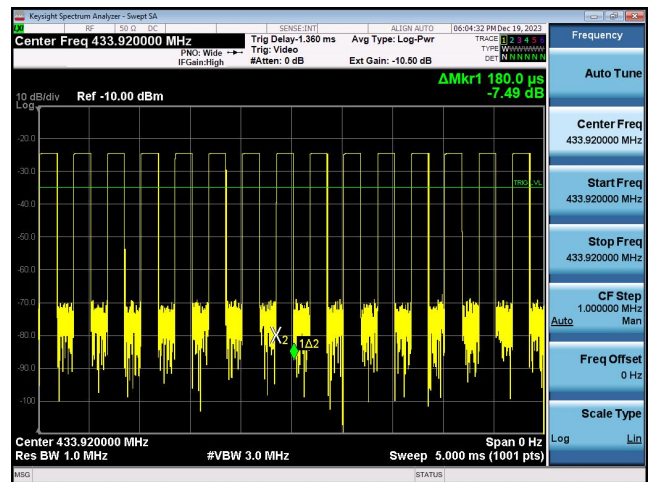 Keysight Spectrum Analyzer - Swept SA
LXI RF 50 Ω DC SENSE:INT ALIGN AUTO 06:04:32 PM Dec 19, 2023
Center Freq 433.920000 MHz
PNO: Wide
IFGain:High
Trig Delay-1.360 ms
Trig: Video
#Atten: 0 dB
Avg Type: Log-Pwr
Ext Gain: -10.50 dB
TRACE 1 2 3 4 5 6
TYPE WWWWWW
DET N N N N N N
ΔMkr1 180.0 μs
-7.49 dB
10 dB/div Ref -10.00 dBm
Log
-20.0
TRIG LVL
-30.0
-40.0
-50.0
-60.0
-70.0
-80.0
X2
1Δ2
-90.0
-100
Center 433.920000 MHz Span 0 Hz
Res BW 1.0 MHz #VBW 3.0 MHz Sweep 5.000 ms (1001 pts)
MSG STATUS
Frequency
Auto Tune
Center Freq
433.920000 MHz
Start Freq
433.920000 MHz
Stop Freq
433.920000 MHz
CF Step
1.000000 MHz
Auto Man
Freq Offset
0 Hz
Scale Type
Log Lin